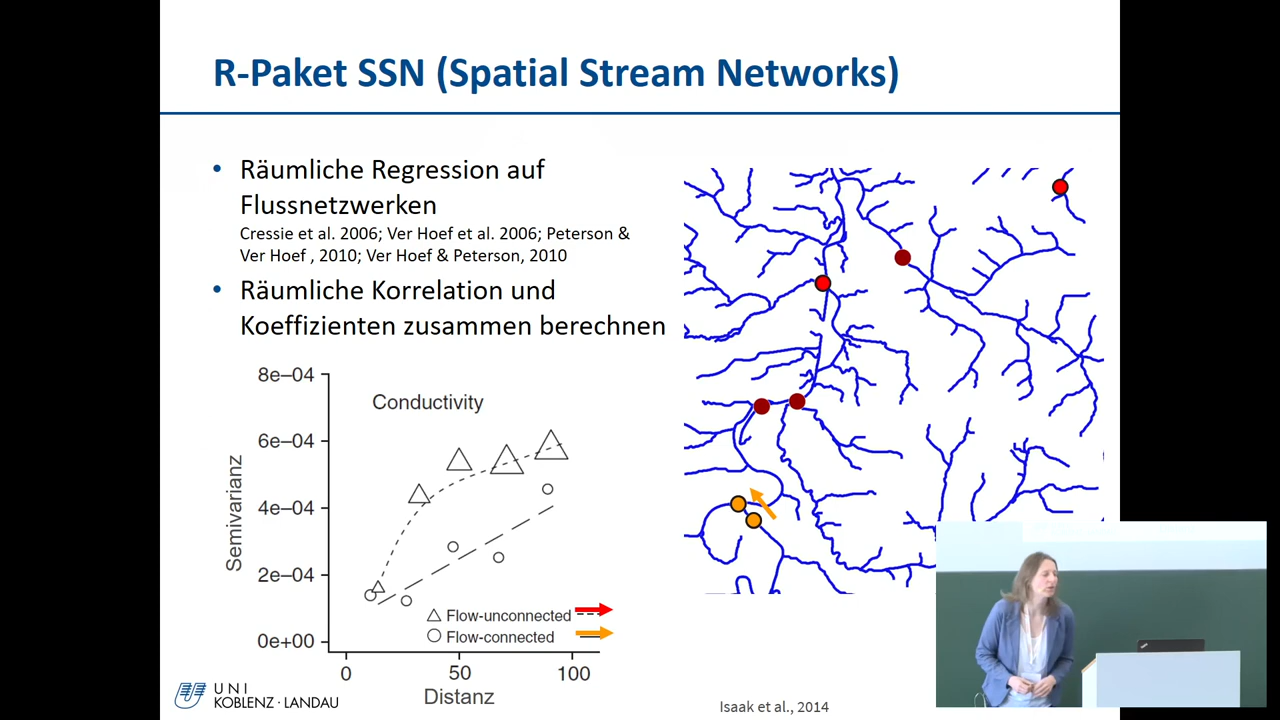 R-Paket SSN (Spatial Stream Networks)
• Räumliche Regression auf
Flussnetzwerken
Cressie et al. 2006; Ver Hoef et al. 2006; Peterson &
Ver Hoef , 2010; Ver Hoef & Peterson, 2010
• Räumliche Korrelation und
Koeffizienten zusammen berechnen
Conductivity
8e–04
6e–04
4e–04
2e–04
0e+00
Semivarianz
Flow-unconnected
Flow-connected
0 50 100
Distanz
UNI
KOBLENZ · LANDAU
Isaak et al., 2014